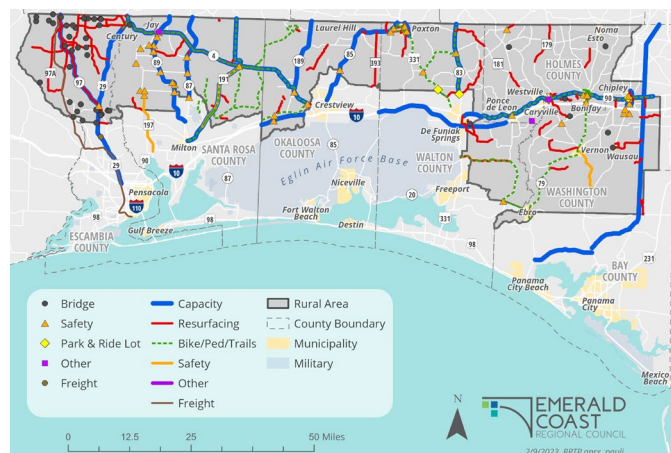 Jay
Century
Laurel Hill
Paxton
Noma
Esto
4
29
89
87
97A
97
191
189
85
393
331
83
181
179
HOLMES
COUNTY
Westville
Chipley
90
Ponce
de Leon
Caryville
Bonifay
Crestview
10
De Funiak
Springs
197
Milton
SANTA ROSA
COUNTY
OKALOOSA
COUNTY
85
10
WALTON
COUNTY
Vernon
Wausau
29
90
10
Eglin Air Force Base
Freeport
79
WASHINGTON
COUNTY
Pensacola
87
Niceville
20
Ebro
110
98
Fort Walton
Beach
331
ESCAMBIA
COUNTY
Gulf Breeze
98
Destin
98
BAY
COUNTY
231
Panama
City Beach
Panama
City
Mexico
Beach
Bridge
Safety
Park & Ride Lot
Other
Freight
Capacity
Resurfacing
Bike/Ped/Trails
Safety
Other
Freight
Rural Area
County Boundary
Municipality
Military
N
EMERALD
COAST
REGIONAL COUNCIL
0 12.5 25 50 Miles
2/9/2023